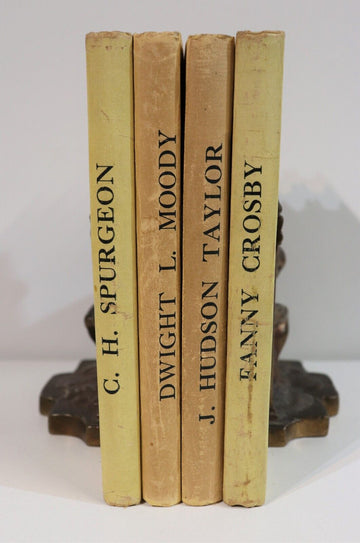 C. H. SPURGEON
DWIGHT L. MOODY
J. HUDSON TAYLOR
FANNY CROSBY